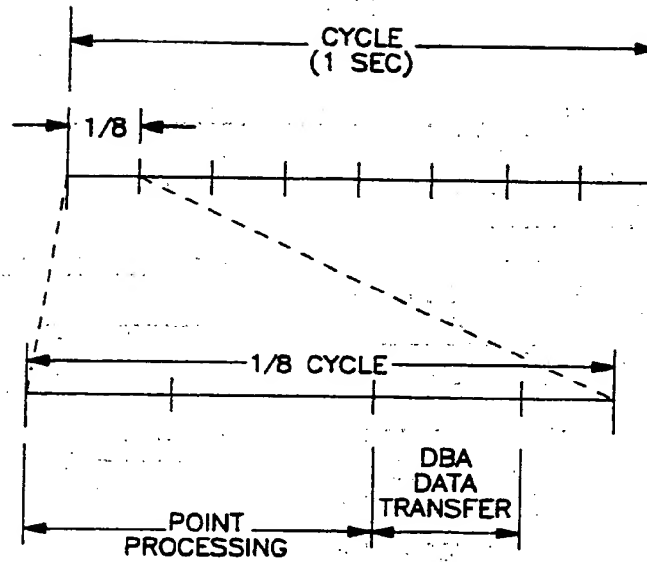 CYCLE
(1 SEC)
1/8
1/8 CYCLE
DBA
DATA
TRANSFER
POINT
PROCESSING